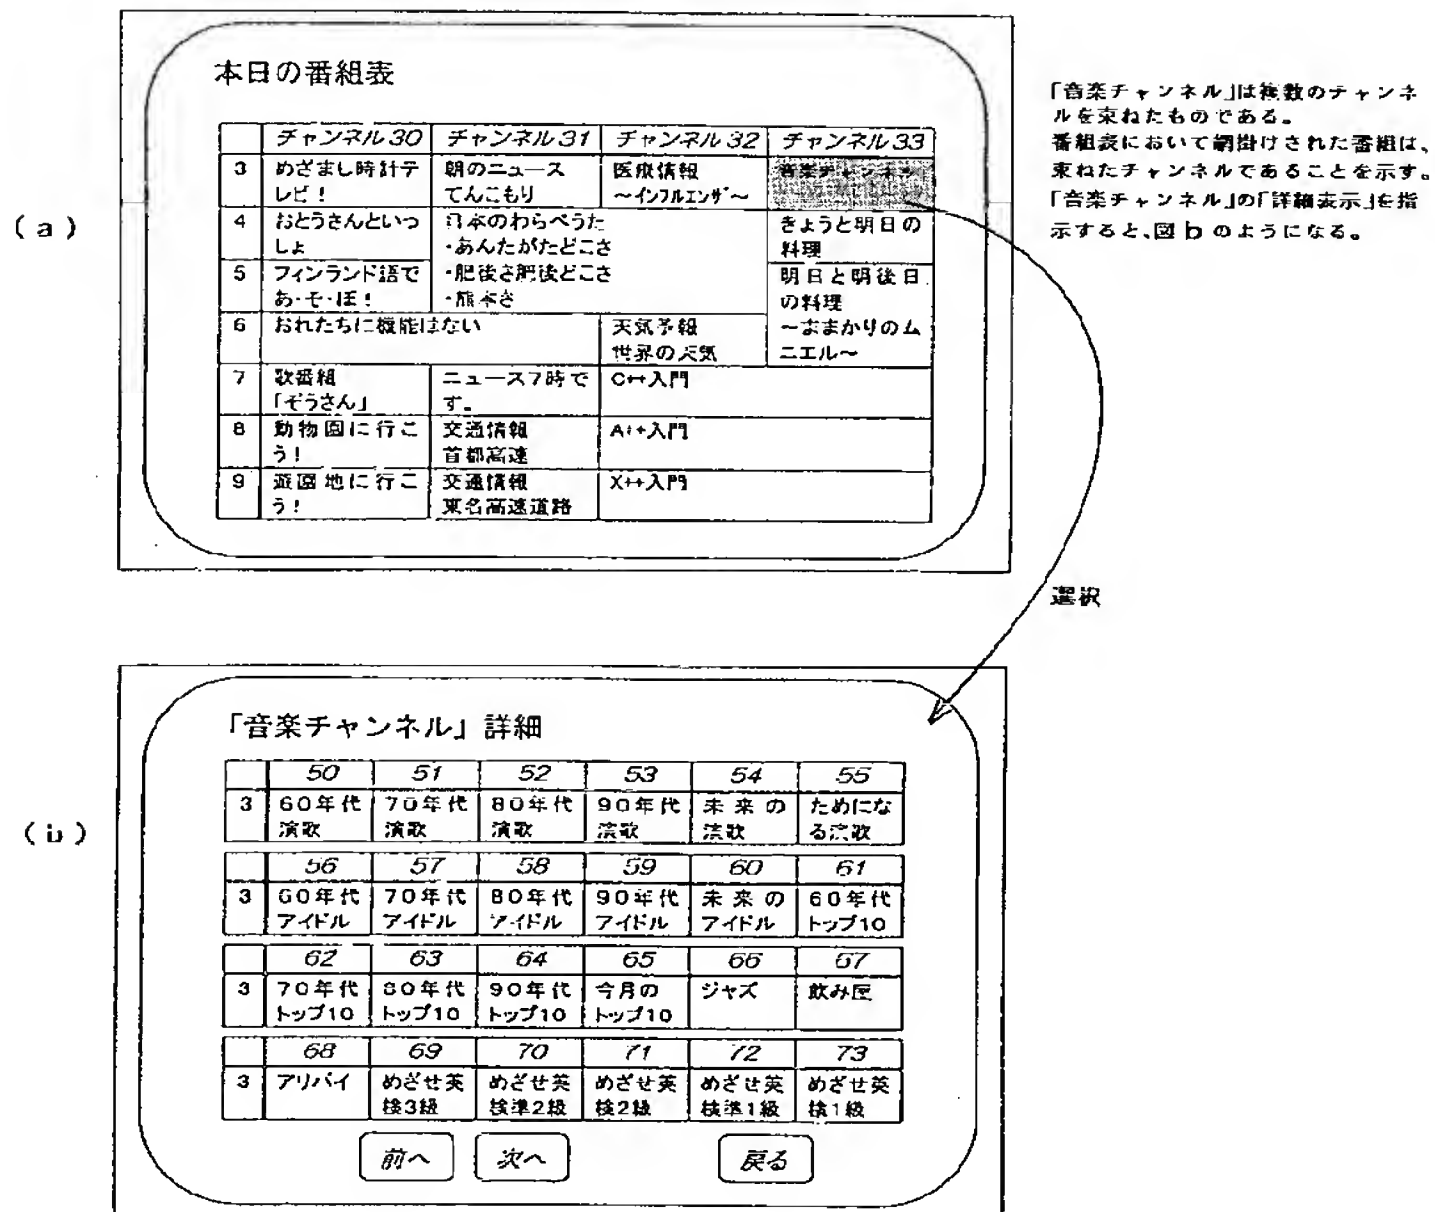 本日の番組表
「音楽チャンネル」は複数のチャンネ
ルを束ねたものである。
番組表において網掛けされた番組は、
束ねたチャンネルであることを示す。
「音楽チャンネル」の「詳細表示」を指
示すると、図bのようになる。
(a)
チャンネル30 チャンネル31 チャンネル32 チャンネル33
3 めざまし時計テ 朝のニュース 医療情報 音楽チャンネル
レビ! てんこもり ～インフルエンザ～
4 おとうさんといっ 日本のわらべうた きょうと明日の
しょ ・あんたがたどこさ 料理
5 フィンランド語で ・肥後さ肥後どこさ 明日と明後日
あ・そ・ぼ! ・熊本さ の料理
6 おれたちに機能はない 天気予報 ～ままかりのム
世界の天気 ニエル～
7 歌番組 ニュース7時で C++入門
「ぞうさん」 す。
8 動物園に行こ 交通情報 A++入門
う! 首都高速
9 遊園地に行こ 交通情報 X++入門
う! 東名高速道路
選択
(b)
「音楽チャンネル」詳細
50 51 52 53 54 55
3 60年代 70年代 80年代 90年代 未来の ためにな
演歌 演歌 演歌 演歌 演歌 る演歌
56 57 58 59 60 61
3 60年代 70年代 80年代 90年代 未来の 60年代
アイドル アイドル アイドル アイドル アイドル トップ10
62 63 64 65 66 67
3 70年代 80年代 90年代 今月の ジャズ 飲み屋
トップ10 トップ10 トップ10 トップ10
68 69 70 71 72 73
3 アリバイ めざせ英 めざせ英 めざせ英 めざせ英 めざせ英
検3級 検準2級 検2級 検準1級 検1級
前へ 次へ 戻る